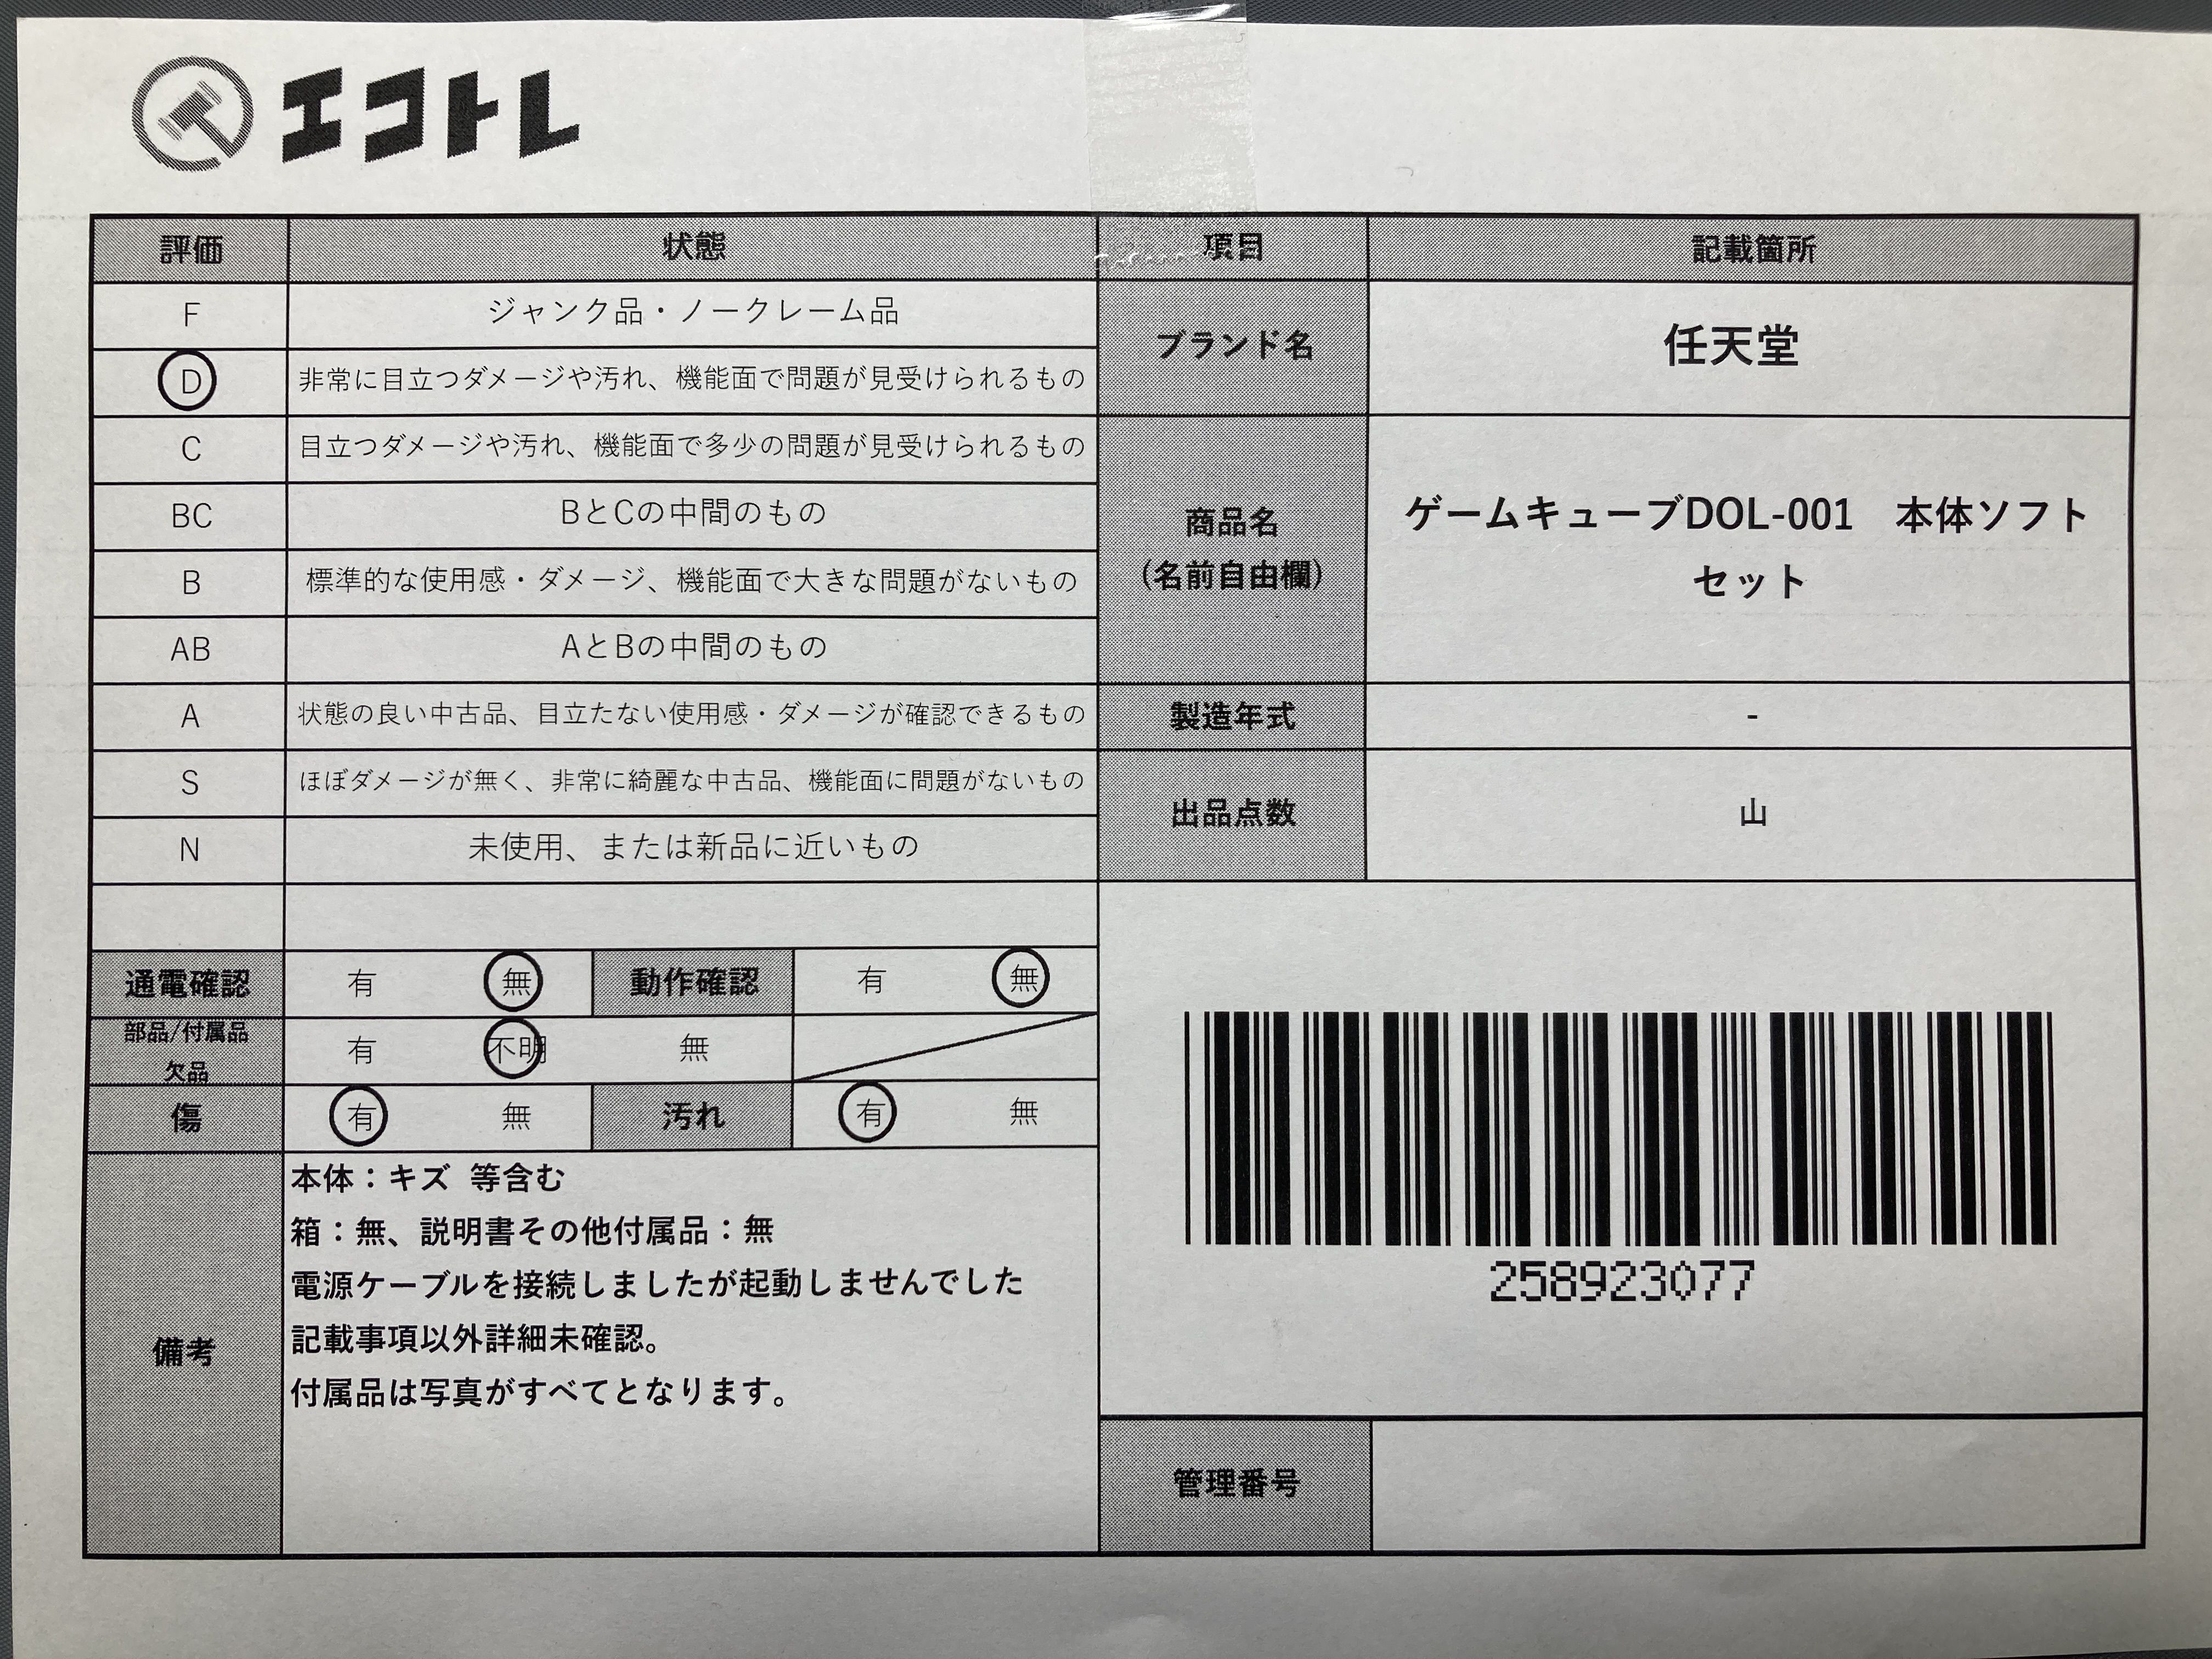 エコトレ
評価 状態 項目 記載箇所
F ジャンク品・ノークレーム品
D 非常に目立つダメージや汚れ、機能面で問題が見受けられるもの
ブランド名 任天堂
C 目立つダメージや汚れ、機能面で多少の問題が見受けられるもの
BC BとCの中間のもの
商品名
(名前自由欄)
ゲームキューブDOL-001　本体ソフト
セット
B 標準的な使用感・ダメージ、機能面で大きな問題がないもの
AB AとBの中間のもの
A 状態の良い中古品、目立たない使用感・ダメージが確認できるもの
製造年式 -
S ほぼダメージが無く、非常に綺麗な中古品、機能面に問題がないもの
出品点数 山
N 未使用、または新品に近いもの
通電確認 有 無 動作確認 有 無
部品/付属品
欠品
有 不明 無
傷 有 無 汚れ 有 無
備考
本体：キズ 等含む
箱：無、説明書その他付属品：無
電源ケーブルを接続しましたが起動しませんでした
記載事項以外詳細未確認。
付属品は写真がすべてとなります。
258923077
管理番号